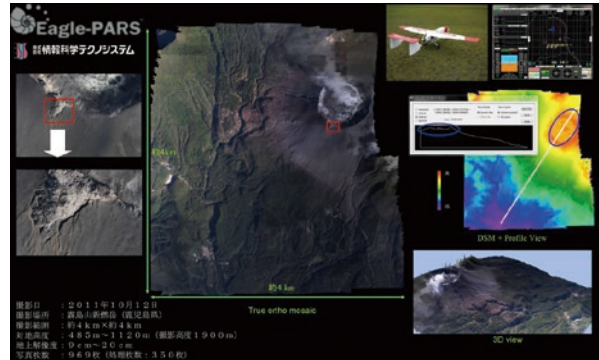 Eagle-PARS
株式会社 情報科学テクノシステム
約4km
約4km
True ortho mosaic
DSM + Profile View
3D view
撮影日 : 2011年10月12日
撮影場所 : 霧島山新燃岳(鹿児島県)
撮影範囲 : 約4km×約4km
対地高度 : 485m~1120m (撮影高度1900m)
地上解像度 : 9cm~20cm
写真枚数 : 969枚 (処理枚数:350枚)